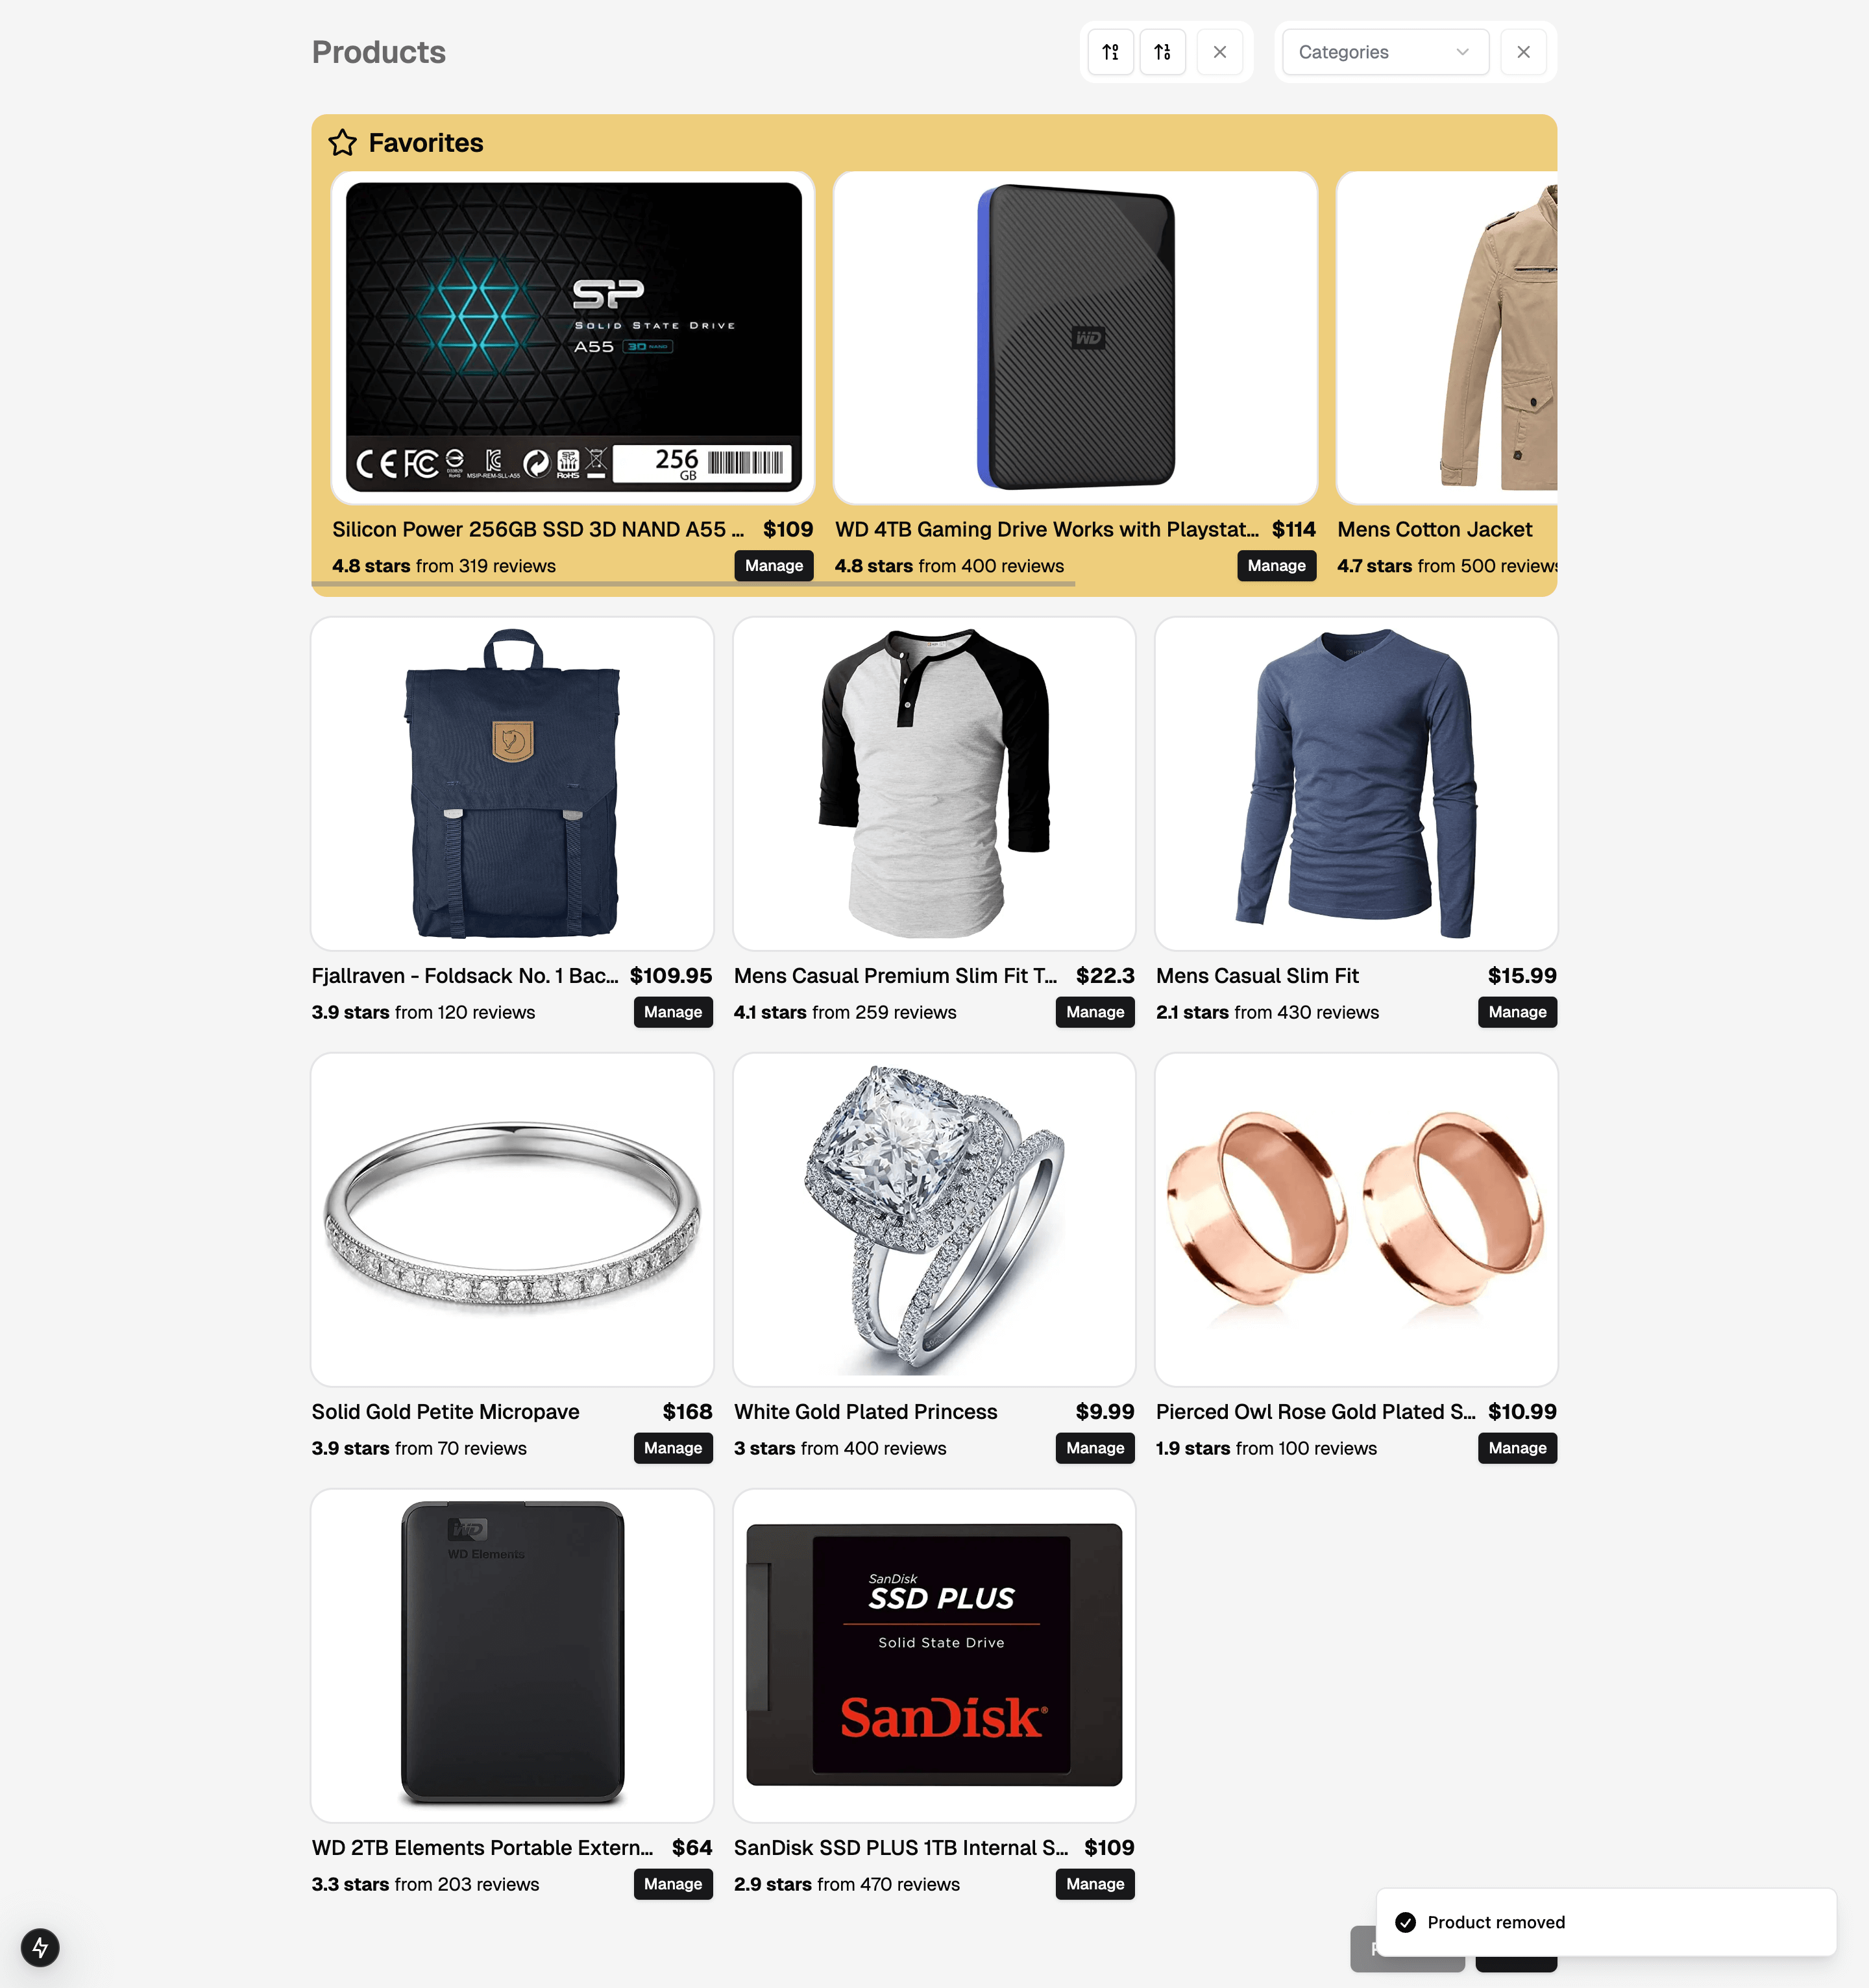 Products
Categories
Favorites
SP
SOLID STATE DRIVE
A55 3D NAND
CE FC
MSIP-REM-SLL-A55
RoHS
256
GB
WD
Silicon Power 256GB SSD 3D NAND A55 ... $109
4.8 stars from 319 reviews
Manage
WD 4TB Gaming Drive Works with Playstat... $114
4.8 stars from 400 reviews
Manage
Mens Cotton Jacket
4.7 stars from 500 reviews
Fjallraven - Foldsack No. 1 Bac... $109.95
3.9 stars from 120 reviews
Manage
Mens Casual Premium Slim Fit T... $22.3
4.1 stars from 259 reviews
Manage
Mens Casual Slim Fit $15.99
2.1 stars from 430 reviews
Manage
Solid Gold Petite Micropave $168
3.9 stars from 70 reviews
Manage
White Gold Plated Princess $9.99
3 stars from 400 reviews
Manage
Pierced Owl Rose Gold Plated S... $10.99
1.9 stars from 100 reviews
Manage
WD
WD Elements
SanDisk
SSD PLUS
Solid State Drive
SanDisk®
WD 2TB Elements Portable Extern... $64
3.3 stars from 203 reviews
Manage
SanDisk SSD PLUS 1TB Internal S... $109
2.9 stars from 470 reviews
Manage
Product removed